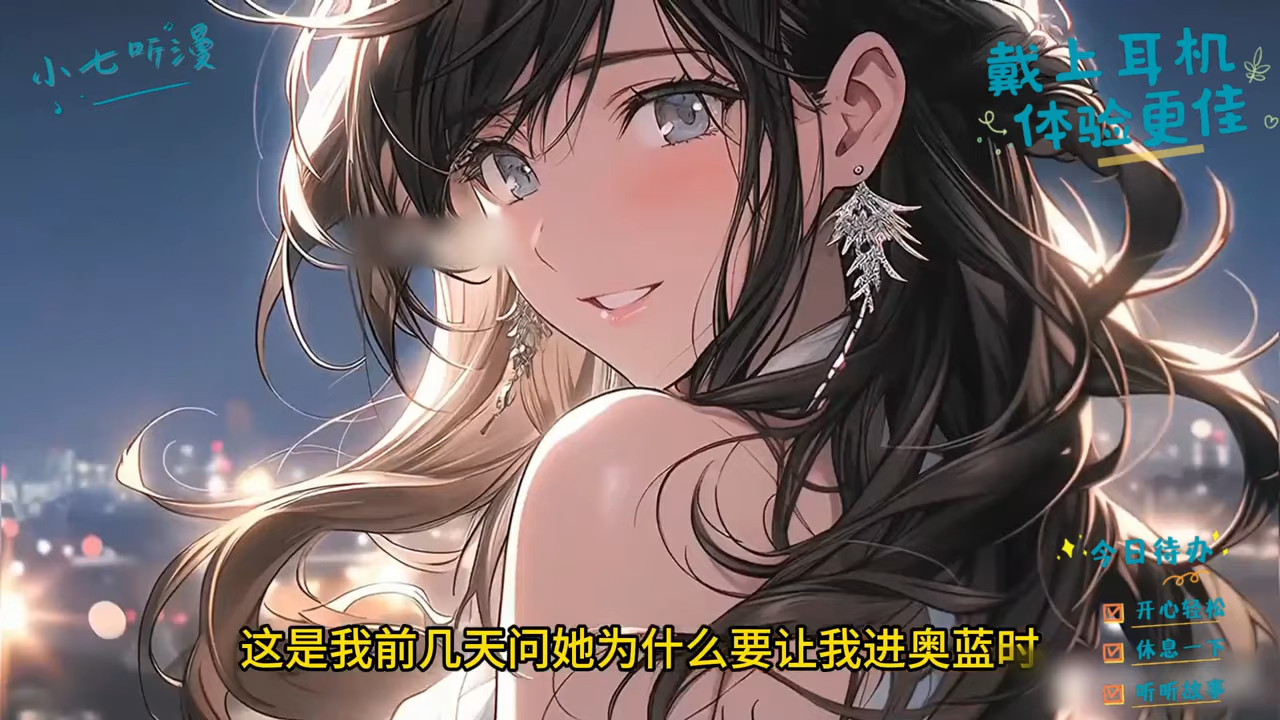 小七听漫
戴上耳机
体验更佳
今日待办
开心轻松
休息一下
听听故事
这是我前几天问她为什么要让我进奥蓝时